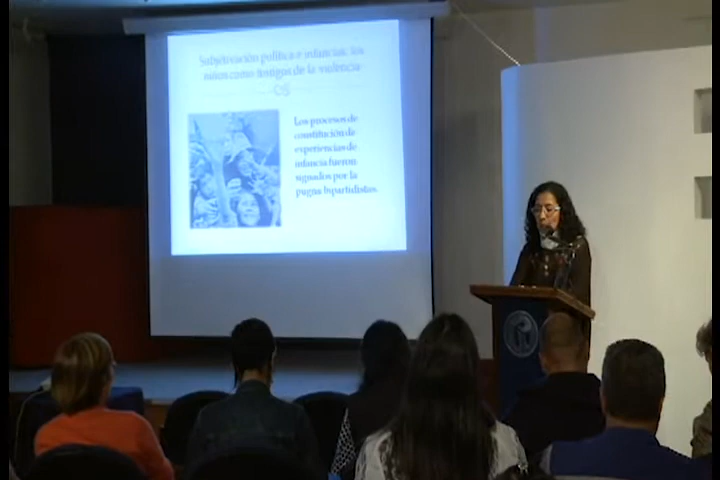 Subjetivación política e infancias: los
niños como testigos de la violencia
Los procesos de
constitución de
experiencias de
infancia fueron
signados por la
pugna bipartidista.